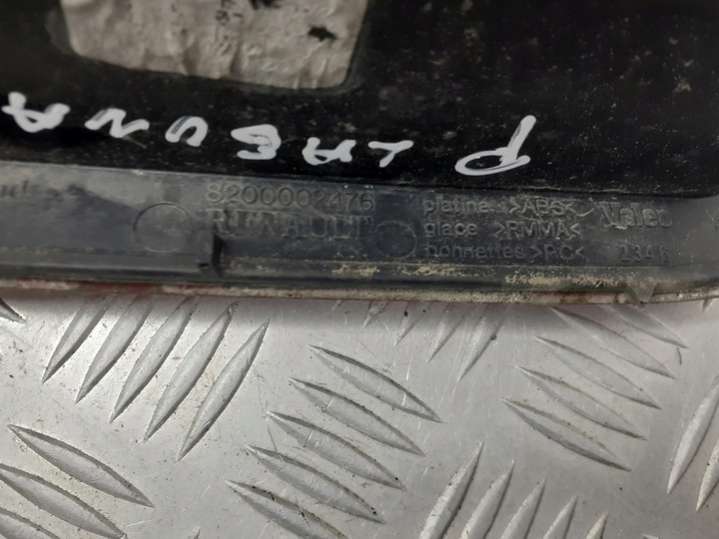 P LAGUNA
8200002476
RENAULT
platine >ABS<
glace >PMMA<
bonnettes >PC<
Valeo